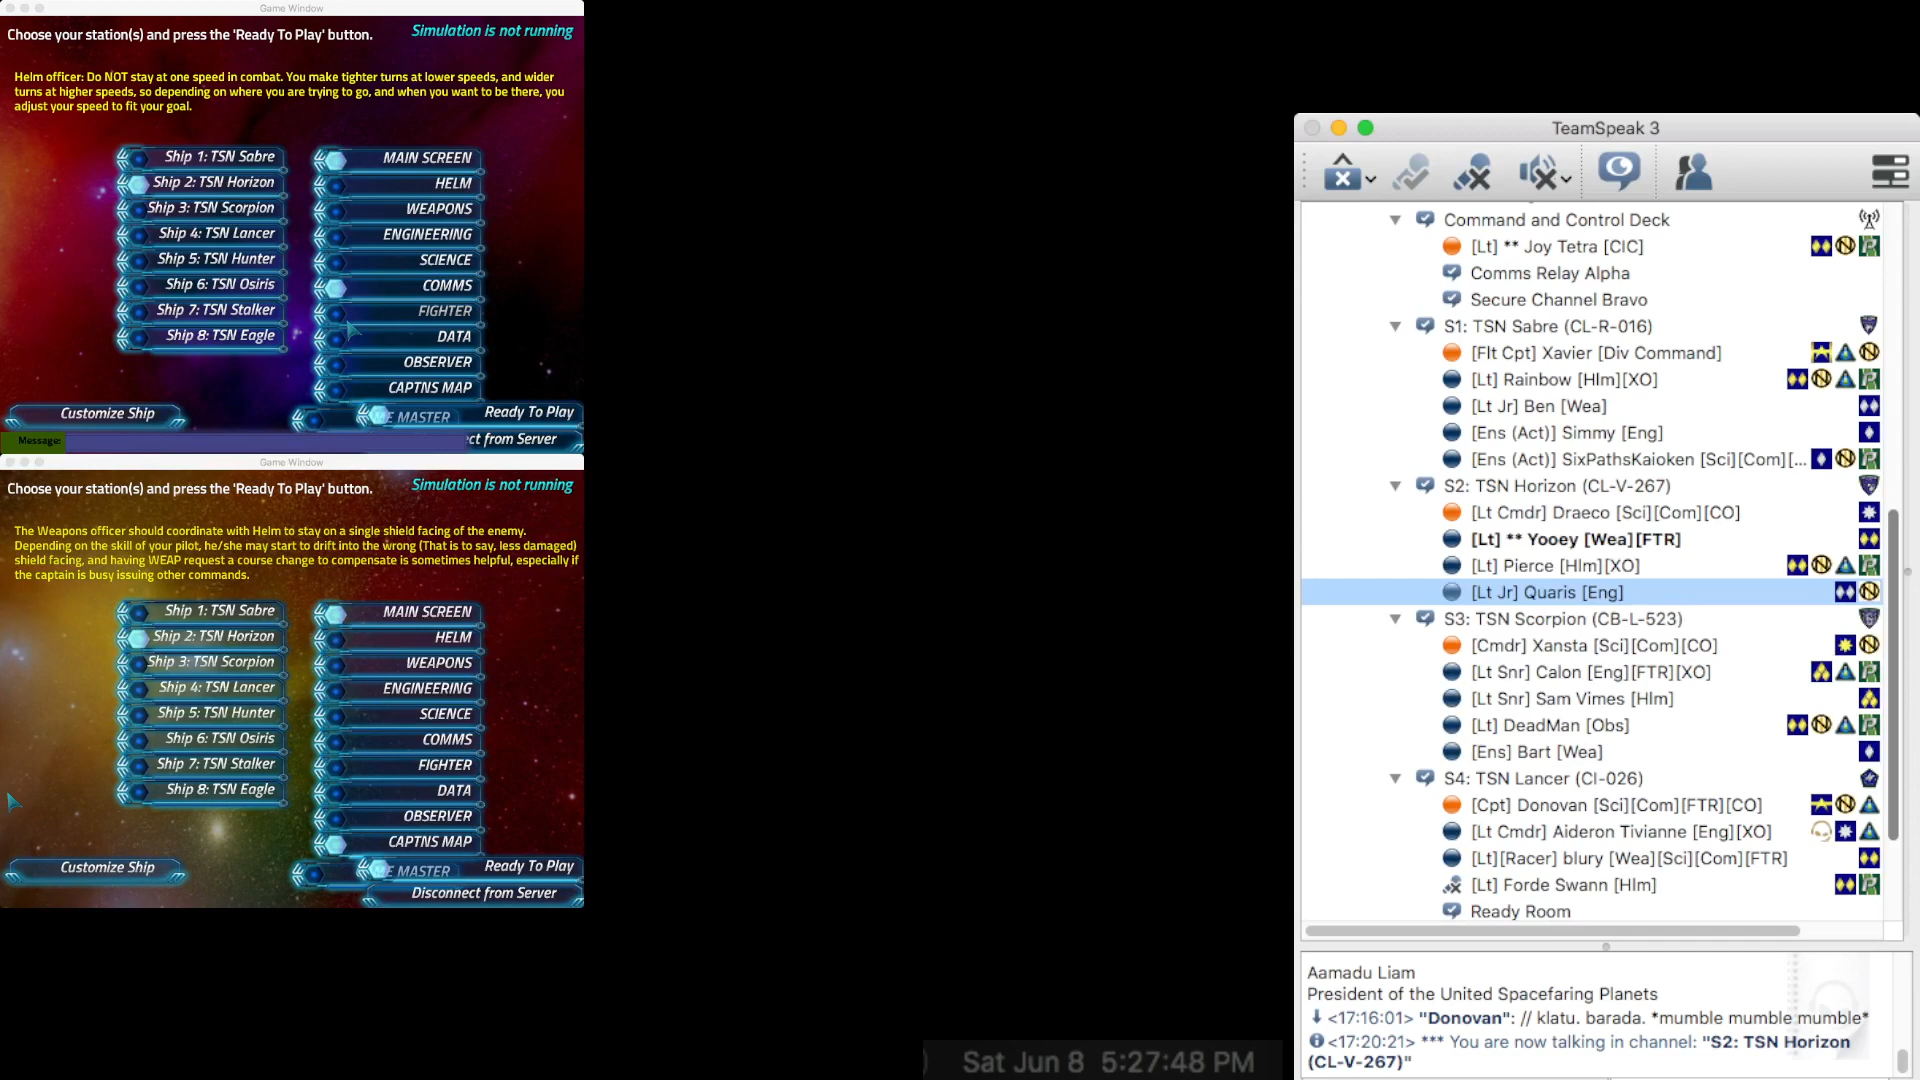 Game Window
Choose your station(s) and press the 'Ready To Play' button.
Simulation is not running
Helm officer: Do NOT stay at one speed in combat. You make tighter turns at lower speeds, and wider
turns at higher speeds, so depending on where you are trying to go, and when you want to be there, you
adjust your speed to fit your goal.
Ship 1: TSN Sabre
Ship 2: TSN Horizon
Ship 3: TSN Scorpion
Ship 4: TSN Lancer
Ship 5: TSN Hunter
Ship 6: TSN Osiris
Ship 7: TSN Stalker
Ship 8: TSN Eagle
MAIN SCREEN
HELM
WEAPONS
ENGINEERING
SCIENCE
COMMS
FIGHTER
DATA
OBSERVER
CAPTNS MAP
Customize Ship
E MASTER
Ready To Play
Message:
ct from Server
Game Window
Choose your station(s) and press the 'Ready To Play' button.
Simulation is not running
The Weapons officer should coordinate with Helm to stay on a single shield facing of the enemy.
Depending on the skill of your pilot, he/she may start to drift into the wrong (That is to say, less damaged)
shield facing, and having WEAP request a course change to compensate is sometimes helpful, especially if
the captain is busy issuing other commands.
Ship 1: TSN Sabre
Ship 2: TSN Horizon
Ship 3: TSN Scorpion
Ship 4: TSN Lancer
Ship 5: TSN Hunter
Ship 6: TSN Osiris
Ship 7: TSN Stalker
Ship 8: TSN Eagle
MAIN SCREEN
HELM
WEAPONS
ENGINEERING
SCIENCE
COMMS
FIGHTER
DATA
OBSERVER
CAPTNS MAP
Customize Ship
E MASTER
Ready To Play
Disconnect from Server
TeamSpeak 3
Command and Control Deck
[Lt] ** Joy Tetra [CIC]
Comms Relay Alpha
Secure Channel Bravo
S1: TSN Sabre (CL-R-016)
[Flt Cpt] Xavier [Div Command]
[Lt] Rainbow [Hlm][XO]
[Lt Jr] Ben [Wea]
[Ens (Act)] Simmy [Eng]
[Ens (Act)] SixPathsKaioken [Sci][Com][...
S2: TSN Horizon (CL-V-267)
[Lt Cmdr] Draeco [Sci][Com][CO]
[Lt] ** Yooey [Wea][FTR]
[Lt] Pierce [Hlm][XO]
[Lt Jr] Quaris [Eng]
S3: TSN Scorpion (CB-L-523)
[Cmdr] Xansta [Sci][Com][CO]
[Lt Snr] Calon [Eng][FTR][XO]
[Lt Snr] Sam Vimes [Hlm]
[Lt] DeadMan [Obs]
[Ens] Bart [Wea]
S4: TSN Lancer (CI-026)
[Cpt] Donovan [Sci][Com][FTR][CO]
[Lt Cmdr] Aideron Tivianne [Eng][XO]
[Lt][Racer] blury [Wea][Sci][Com][FTR]
[Lt] Forde Swann [Hlm]
Ready Room
Aamadu Liam
President of the United Spacefaring Planets
<17:16:01> "Donovan": // klatu. barada. *mumble mumble mumble*
<17:20:21> *** You are now talking in channel: "S2: TSN Horizon
(CL-V-267)"
Sat Jun 8 5:27:48 PM